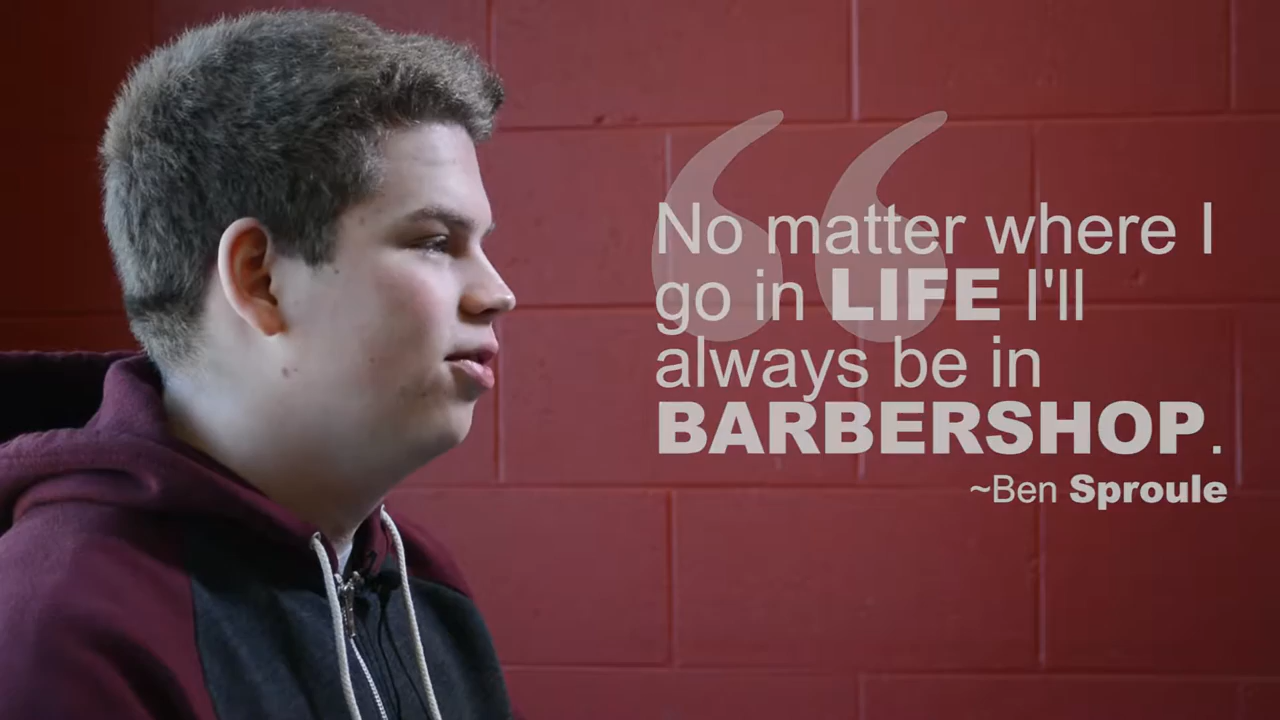 No matter where I
go in LIFE I'll
always be in
BARBERSHOP.
~Ben Sproule